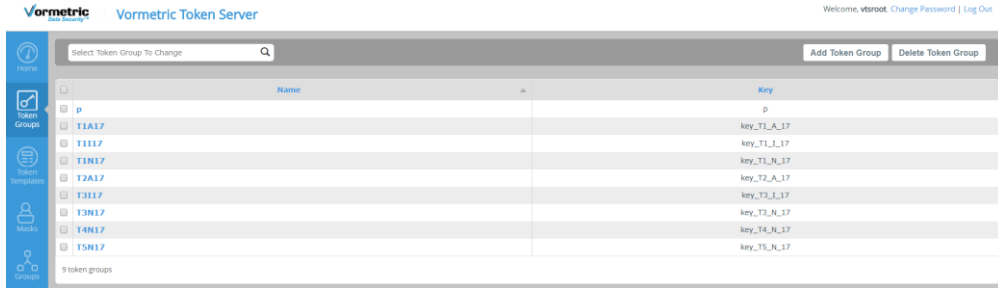 Vormetric
Data Security
Vormetric Token Server
Welcome, vtsroot. Change Password | Log Out
Home
Token Groups
Token Templates
Masks
Groups
Select Token Group To Change
Add Token Group
Delete Token Group
Name Key
p p
T1A17 key_T1_A_17
T1I17 key_T1_I_17
T1N17 key_T1_N_17
T2A17 key_T2_A_17
T3I17 key_T3_I_17
T3N17 key_T3_N_17
T4N17 key_T4_N_17
T5N17 key_T5_N_17
9 token groups